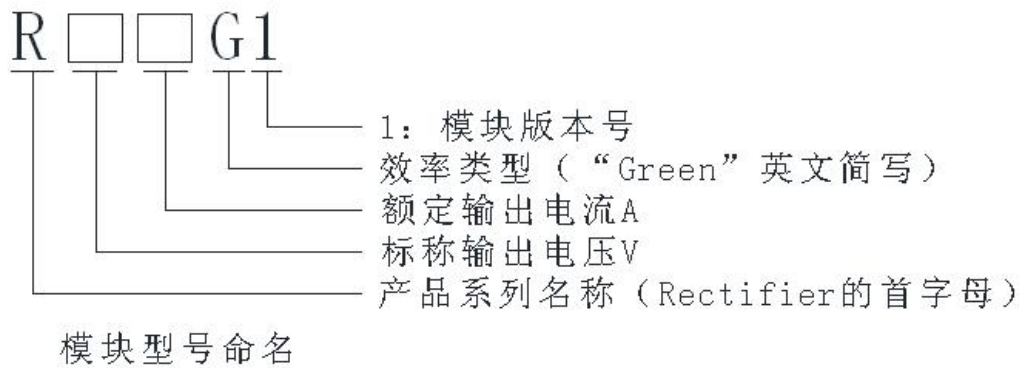 R□□G1
1：模块版本号
效率类型（“Green”英文简写）
额定输出电流A
标称输出电压V
产品系列名称（Rectifier的首字母）
模块型号命名